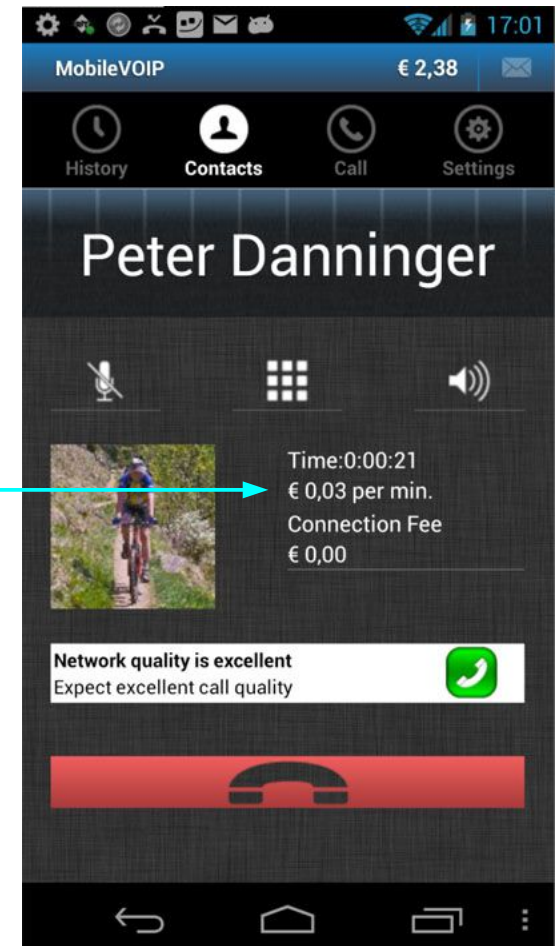 17:01
MobileVOIP € 2,38
History Contacts Call Settings
Peter Danninger
Time:0:00:21
€ 0,03 per min.
Connection Fee
€ 0,00
Network quality is excellent
Expect excellent call quality